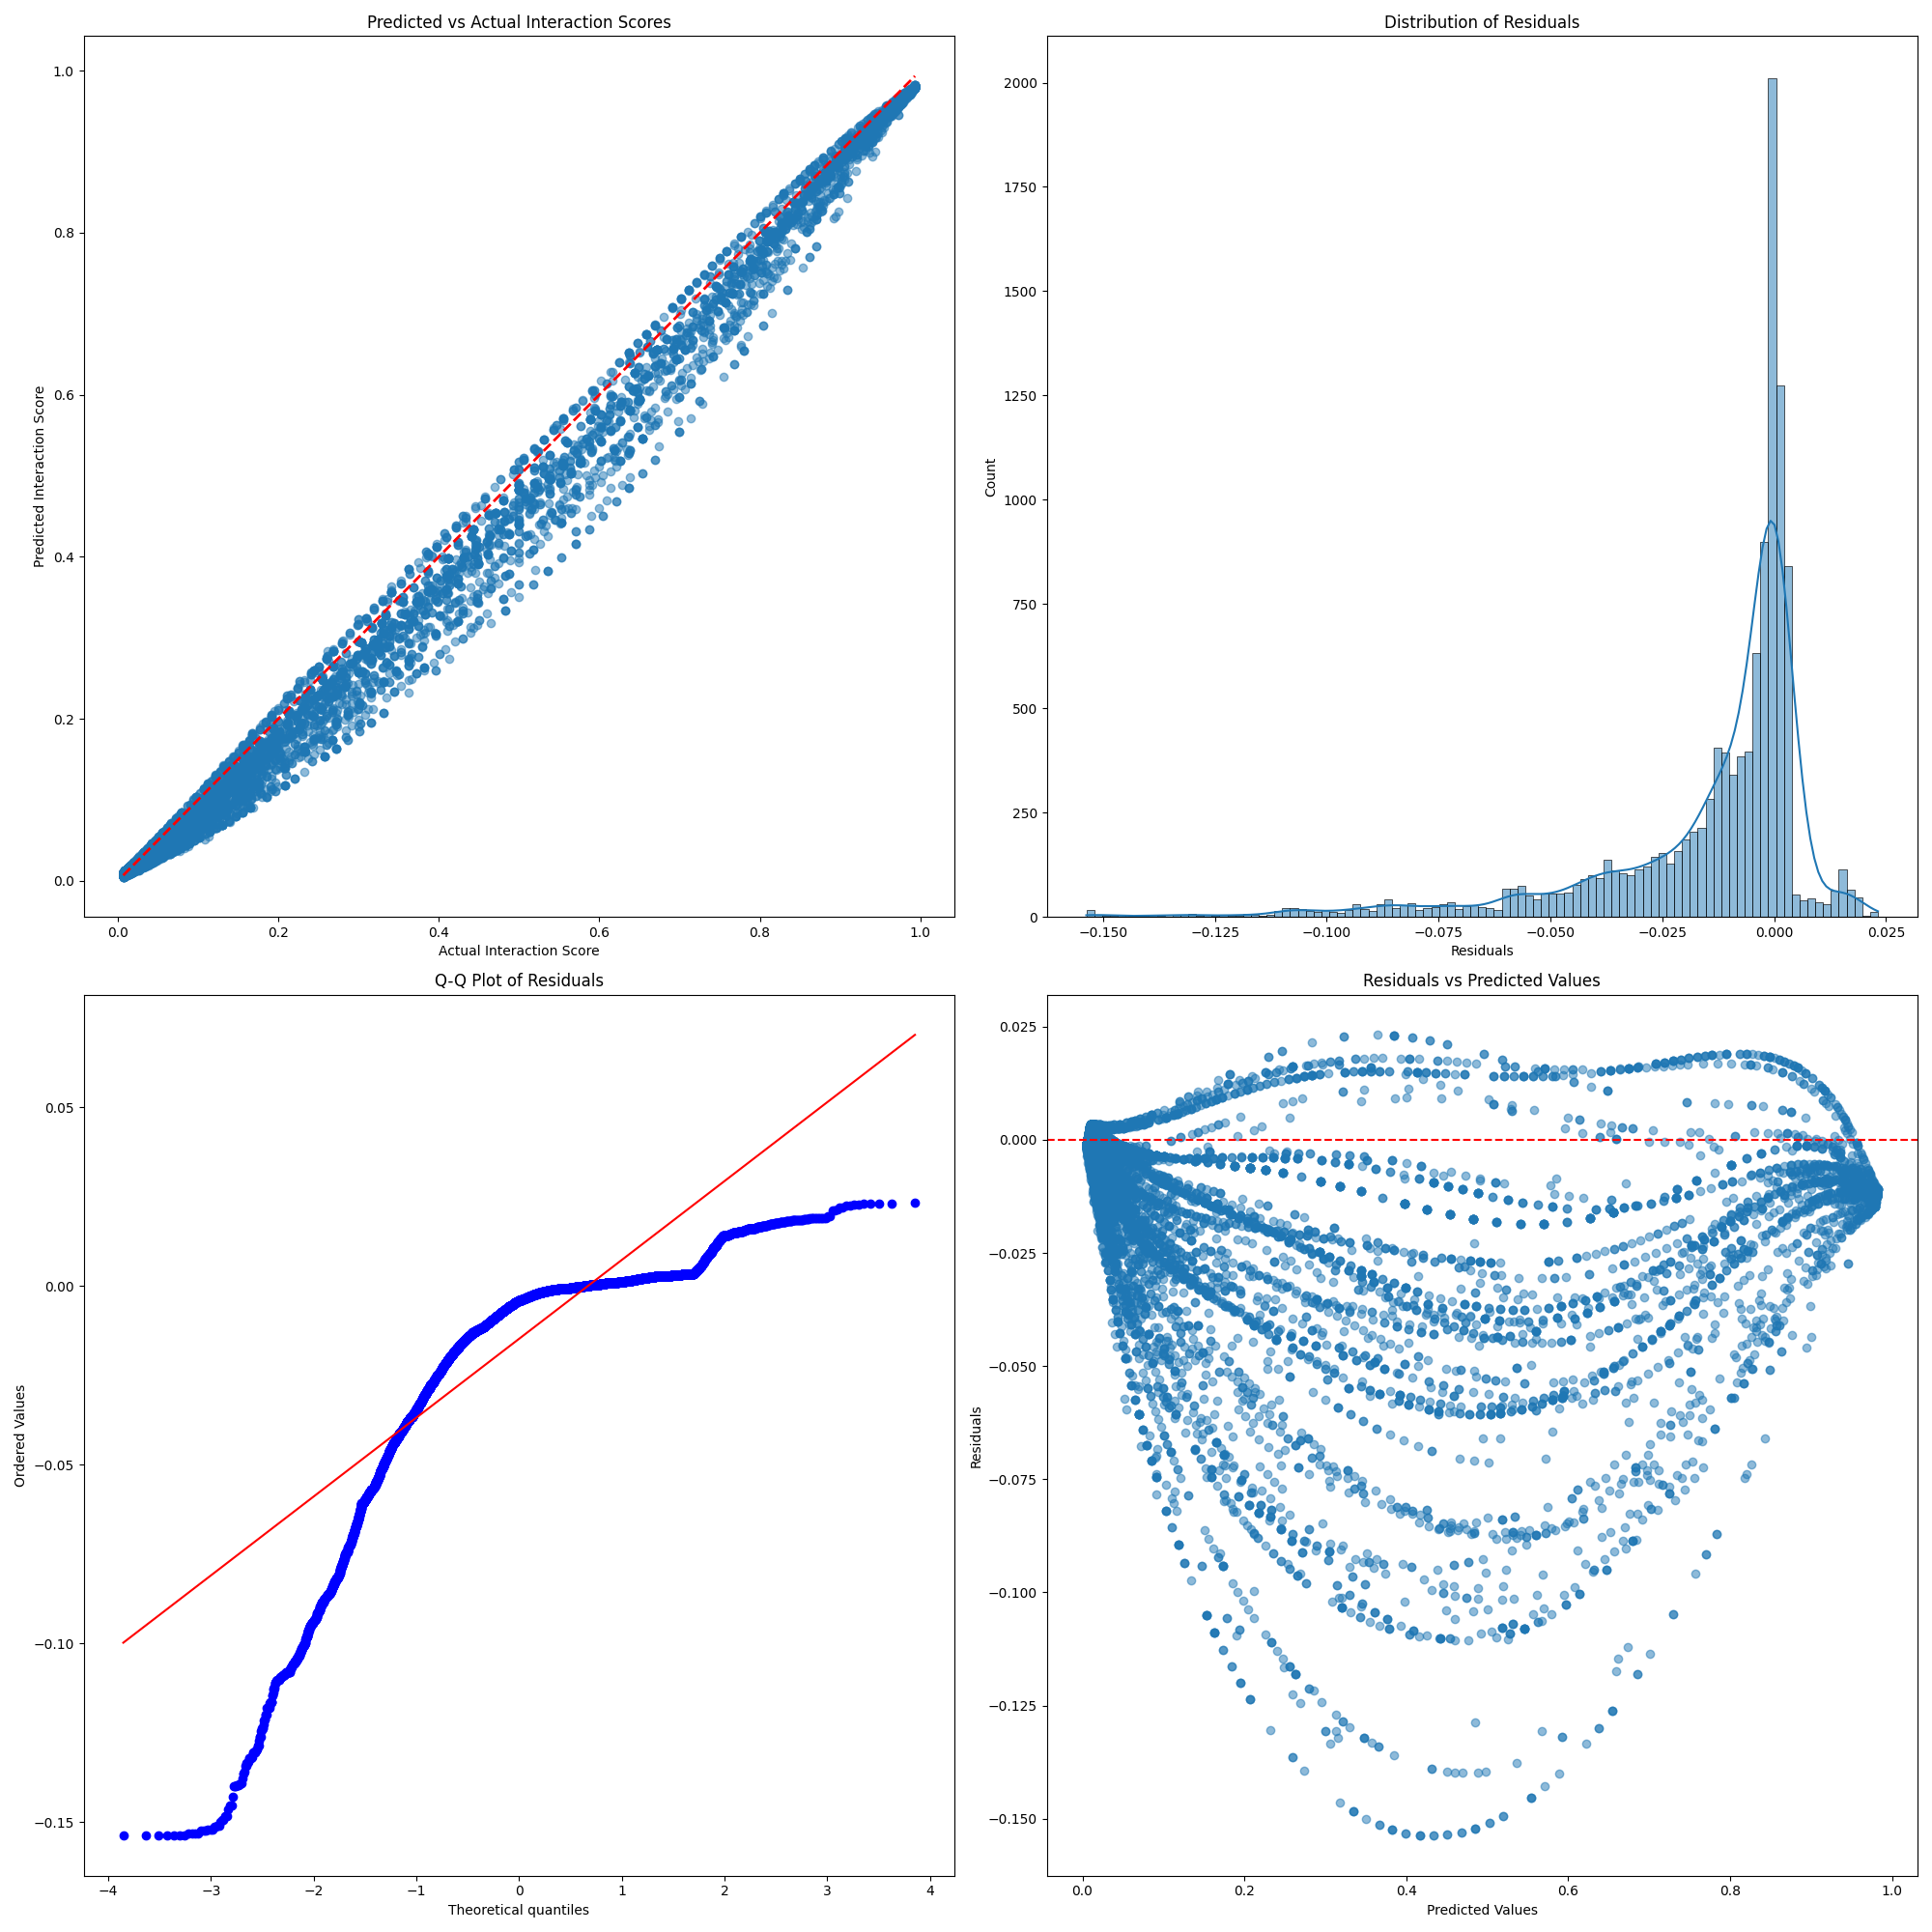 Predicted vs Actual Interaction Scores
1.0
0.8
0.6
0.4
0.2
0.0
Predicted Interaction Score
0.0 0.2 0.4 0.6 0.8 1.0
Actual Interaction Score
Distribution of Residuals
2000
1750
1500
1250
1000
750
500
250
0
Count
−0.150 −0.125 −0.100 −0.075 −0.050 −0.025 0.000 0.025
Residuals
Q-Q Plot of Residuals
0.05
0.00
−0.05
−0.10
−0.15
Ordered Values
−4 −3 −2 −1 0 1 2 3 4
Theoretical quantiles
Residuals vs Predicted Values
0.025
0.000
−0.025
−0.050
−0.075
−0.100
−0.125
−0.150
Residuals
0.0 0.2 0.4 0.6 0.8 1.0
Predicted Values